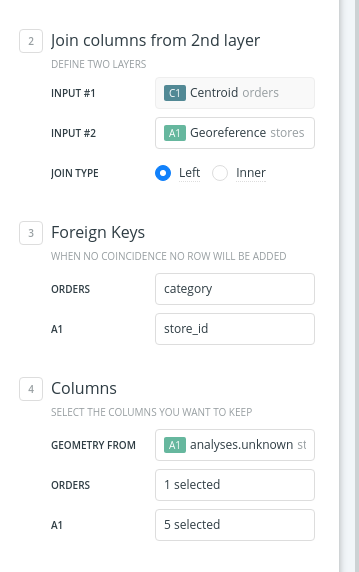 2 Join columns from 2nd layer
DEFINE TWO LAYERS
INPUT #1 C1 Centroid orders
INPUT #2 A1 Georeference stores
JOIN TYPE Left Inner
3 Foreign Keys
WHEN NO COINCIDENCE NO ROW WILL BE ADDED
ORDERS category
A1 store_id
4 Columns
SELECT THE COLUMNS YOU WANT TO KEEP
GEOMETRY FROM A1 analyses.unknown st
ORDERS 1 selected
A1 5 selected